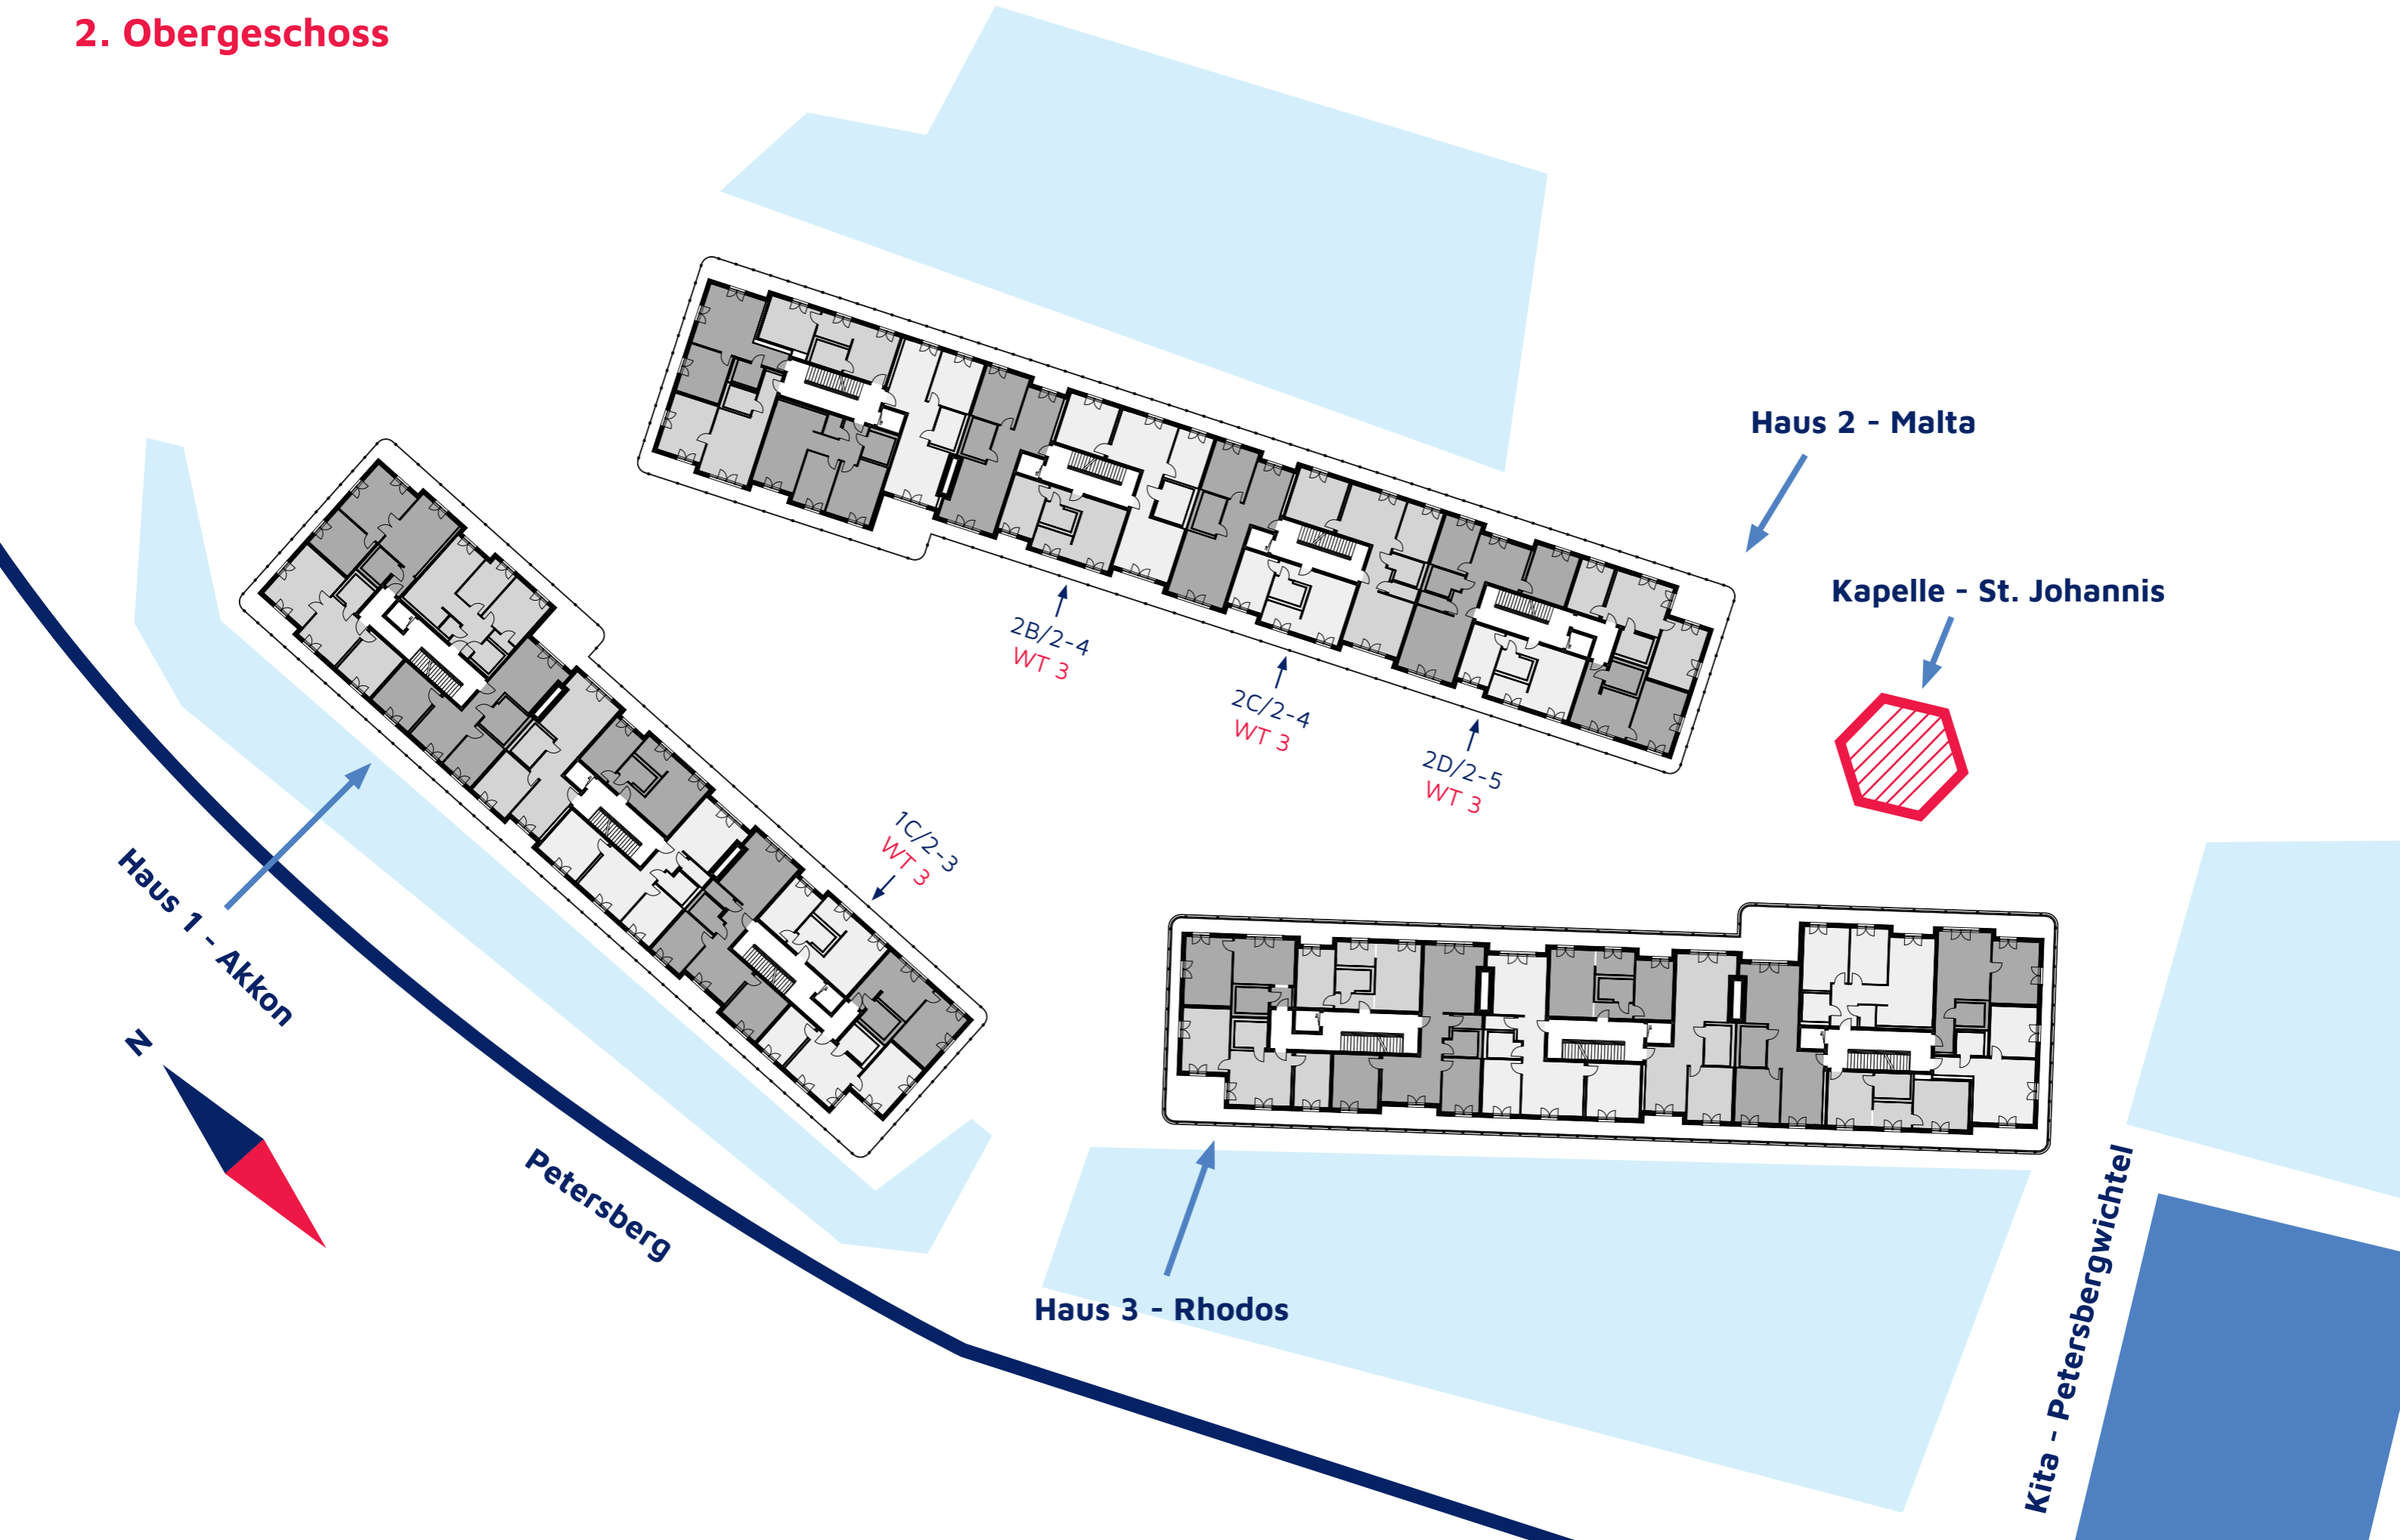 2. Obergeschoss
Haus 2 - Malta
Kapelle - St. Johannis
2B/2-4
WT 3
2C/2-4
WT 3
2D/2-5
WT 3
1C/2-3
WT 3
Haus 1 - Akkon
N
Petersberg
Haus 3 - Rhodos
Kita - Petersbergwichtel